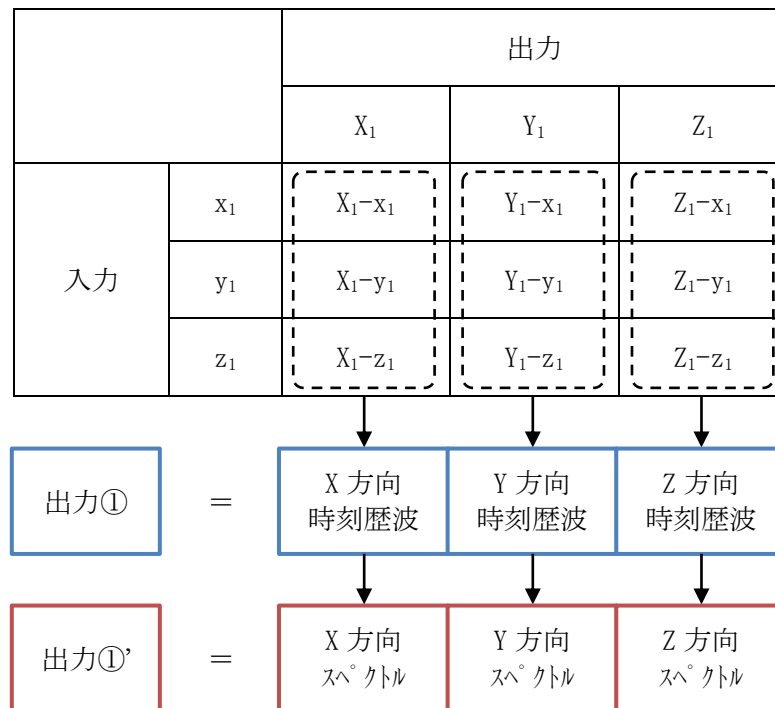 出力
X₁ Y₁ Z₁
入力
x₁ X₁-x₁ Y₁-x₁ Z₁-x₁
y₁ X₁-y₁ Y₁-y₁ Z₁-y₁
z₁ X₁-z₁ Y₁-z₁ Z₁-z₁
出力① =
X 方向
時刻歴波
Y 方向
時刻歴波
Z 方向
時刻歴波
出力①’ =
X 方向
スペクトル
Y 方向
スペクトル
Z 方向
スペクトル